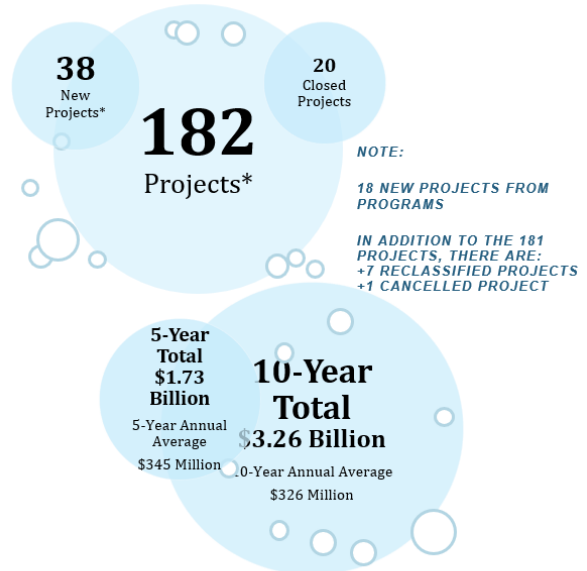 38
New
Projects*
20
Closed
Projects
182
Projects*
NOTE:
18 NEW PROJECTS FROM
PROGRAMS
IN ADDITION TO THE 181
PROJECTS, THERE ARE:
+7 RECLASSIFIED PROJECTS
+1 CANCELLED PROJECT
5-Year
Total
$1.73
Billion
5-Year Annual
Average
$345 Million
10-Year
Total
$3.26 Billion
10-Year Annual Average
$326 Million